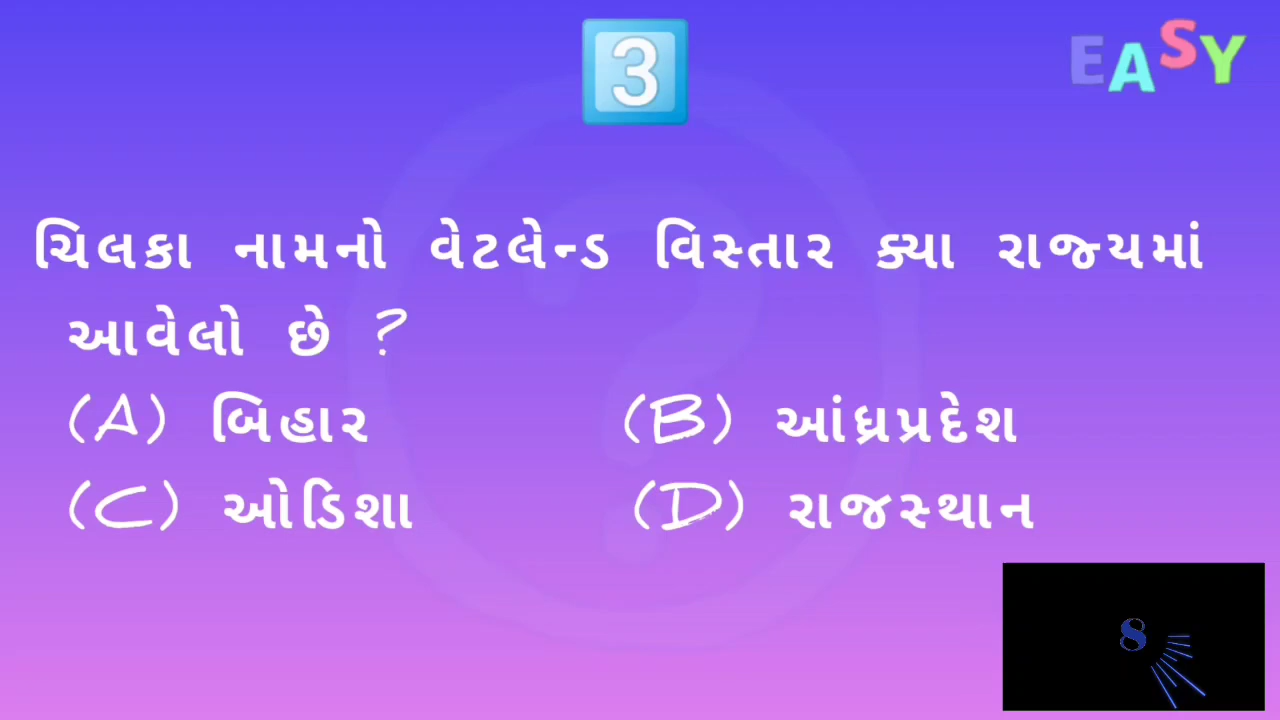 3
EASY
ચિલકા નામનો વેટલેન્ડ વિસ્તાર ક્યા રાજ્યમાં
આવેલો છે ?
(A) બિહાર (B) આંધ્રપ્રદેશ
(C) ઓડિશા (D) રાજસ્થાન
8